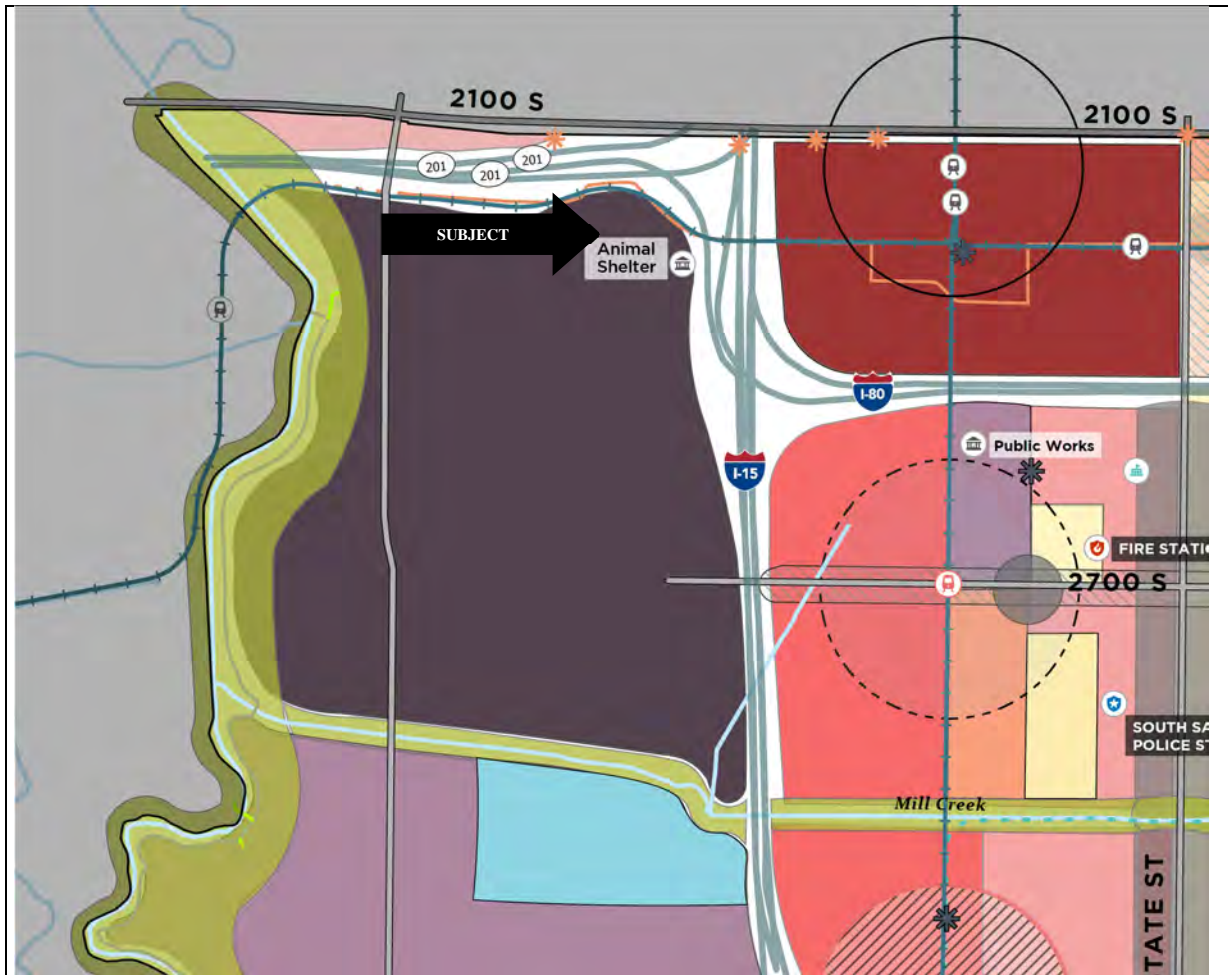 2100 S
2100 S
201
201
201
SUBJECT
Animal
Shelter
I-80
Public Works
I-15
FIRE STATI
2700 S
SOUTH SA
POLICE ST
Mill Creek
TATE ST